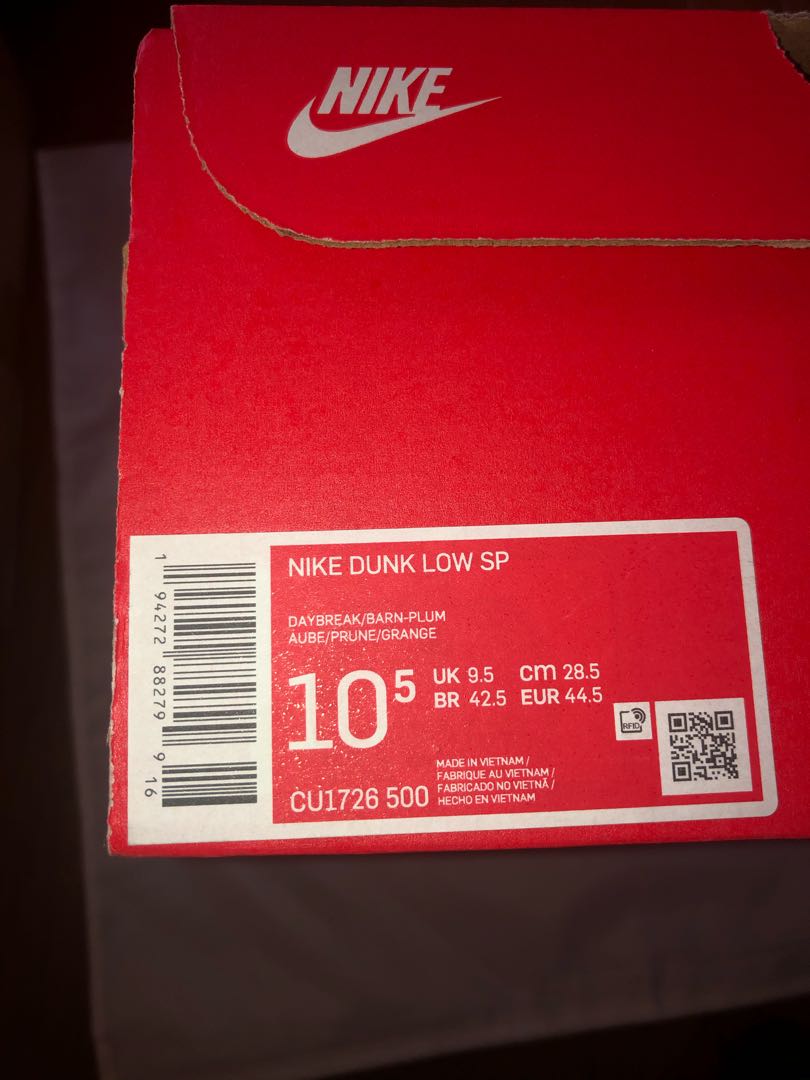 NIKE
NIKE DUNK LOW SP
DAYBREAK/BARN-PLUM
AUBE/PRUNE/GRANGE
10 5
UK 9.5 cm 28.5
BR 42.5 EUR 44.5
RFID
CU1726 500
MADE IN VIETNAM /
FABRIQUE AU VIETNAM /
FABRICADO NO VIETNÃ /
HECHO EN VIETNAM
1 94272 88279 9 16